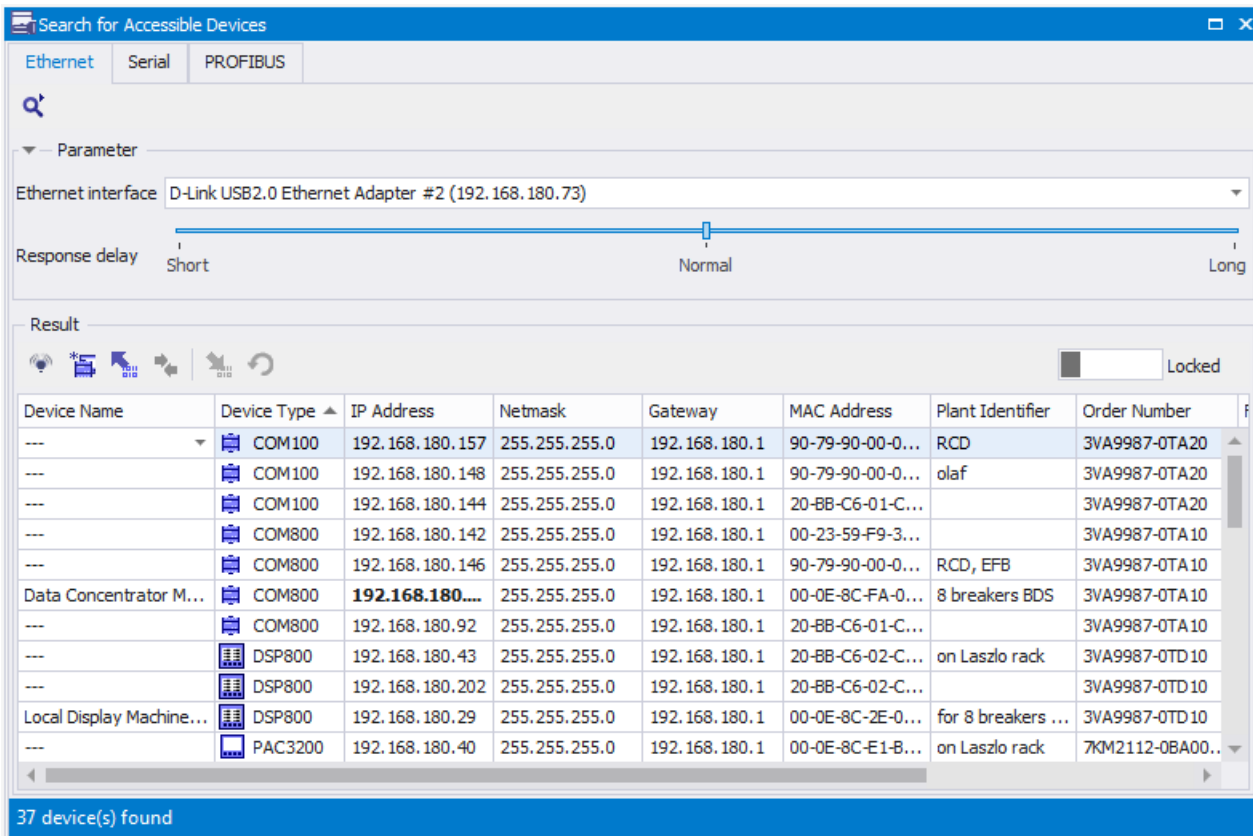 Search for Accessible Devices
Ethernet Serial PROFIBUS
Parameter
Ethernet interface D-Link USB2.0 Ethernet Adapter #2 (192.168.180.73)
Response delay Short Normal Long
Result
Locked
Device Name Device Type IP Address Netmask Gateway MAC Address Plant Identifier Order Number
--- COM100 192.168.180.157 255.255.255.0 192.168.180.1 90-79-90-00-0... RCD 3VA9987-0TA20
--- COM100 192.168.180.148 255.255.255.0 192.168.180.1 90-79-90-00-0... olaf 3VA9987-0TA20
--- COM100 192.168.180.144 255.255.255.0 192.168.180.1 20-BB-C6-01-C... 3VA9987-0TA20
--- COM800 192.168.180.142 255.255.255.0 192.168.180.1 00-23-59-F9-3... 3VA9987-0TA10
--- COM800 192.168.180.146 255.255.255.0 192.168.180.1 90-79-90-00-0... RCD, EFB 3VA9987-0TA10
Data Concentrator M... COM800 192.168.180.... 255.255.255.0 192.168.180.1 00-0E-8C-FA-0... 8 breakers BDS 3VA9987-0TA10
--- COM800 192.168.180.92 255.255.255.0 192.168.180.1 20-BB-C6-01-C... 3VA9987-0TA10
--- DSP800 192.168.180.43 255.255.255.0 192.168.180.1 20-BB-C6-02-C... on Laszlo rack 3VA9987-0TD10
--- DSP800 192.168.180.202 255.255.255.0 192.168.180.1 20-BB-C6-02-C... 3VA9987-0TD10
Local Display Machine... DSP800 192.168.180.29 255.255.255.0 192.168.180.1 00-0E-8C-2E-0... for 8 breakers ... 3VA9987-0TD10
--- PAC3200 192.168.180.40 255.255.255.0 192.168.180.1 00-0E-8C-E1-B... on Laszlo rack 7KM2112-0BA00..
37 device(s) found